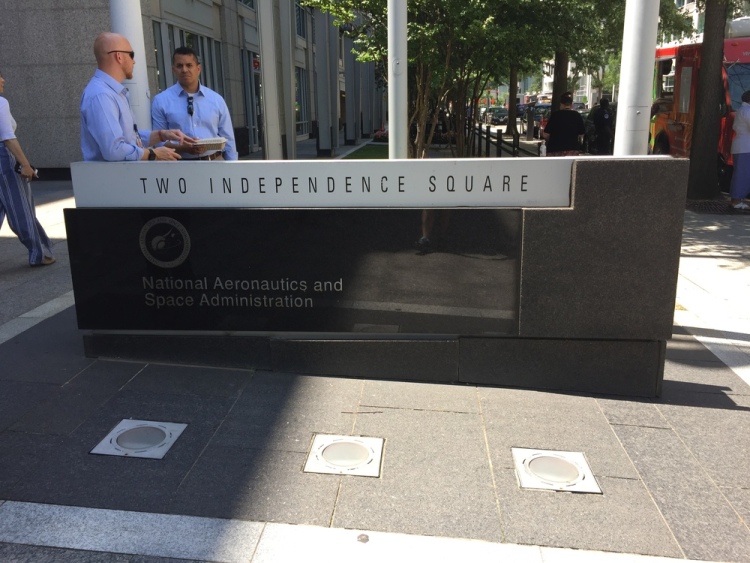 TWO INDEPENDENCE SQUARE
National Aeronautics and
Space Administration